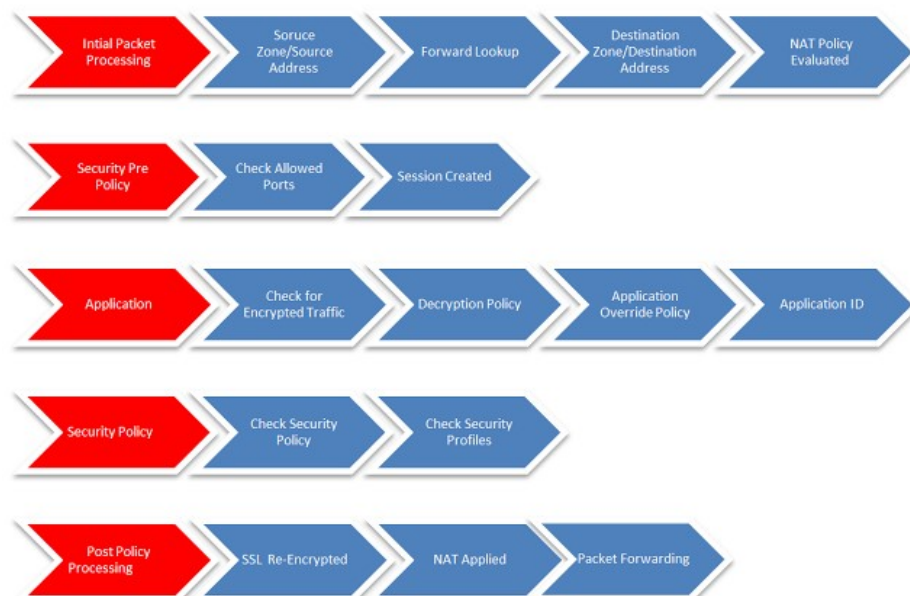 Intial Packet
Processing
Soruce
Zone/Source
Address
Forward Lookup
Destination
Zone/Destination
Address
NAT Policy
Evaluated
Security Pre
Policy
Check Allowed
Ports
Session Created
Application
Check for
Encrypted Traffic
Decryption Policy
Application
Override Policy
Application ID
Security Policy
Check Security
Policy
Check Security
Profiles
Post Policy
Processing
SSL Re-Encrypted
NAT Applied
Packet Forwarding